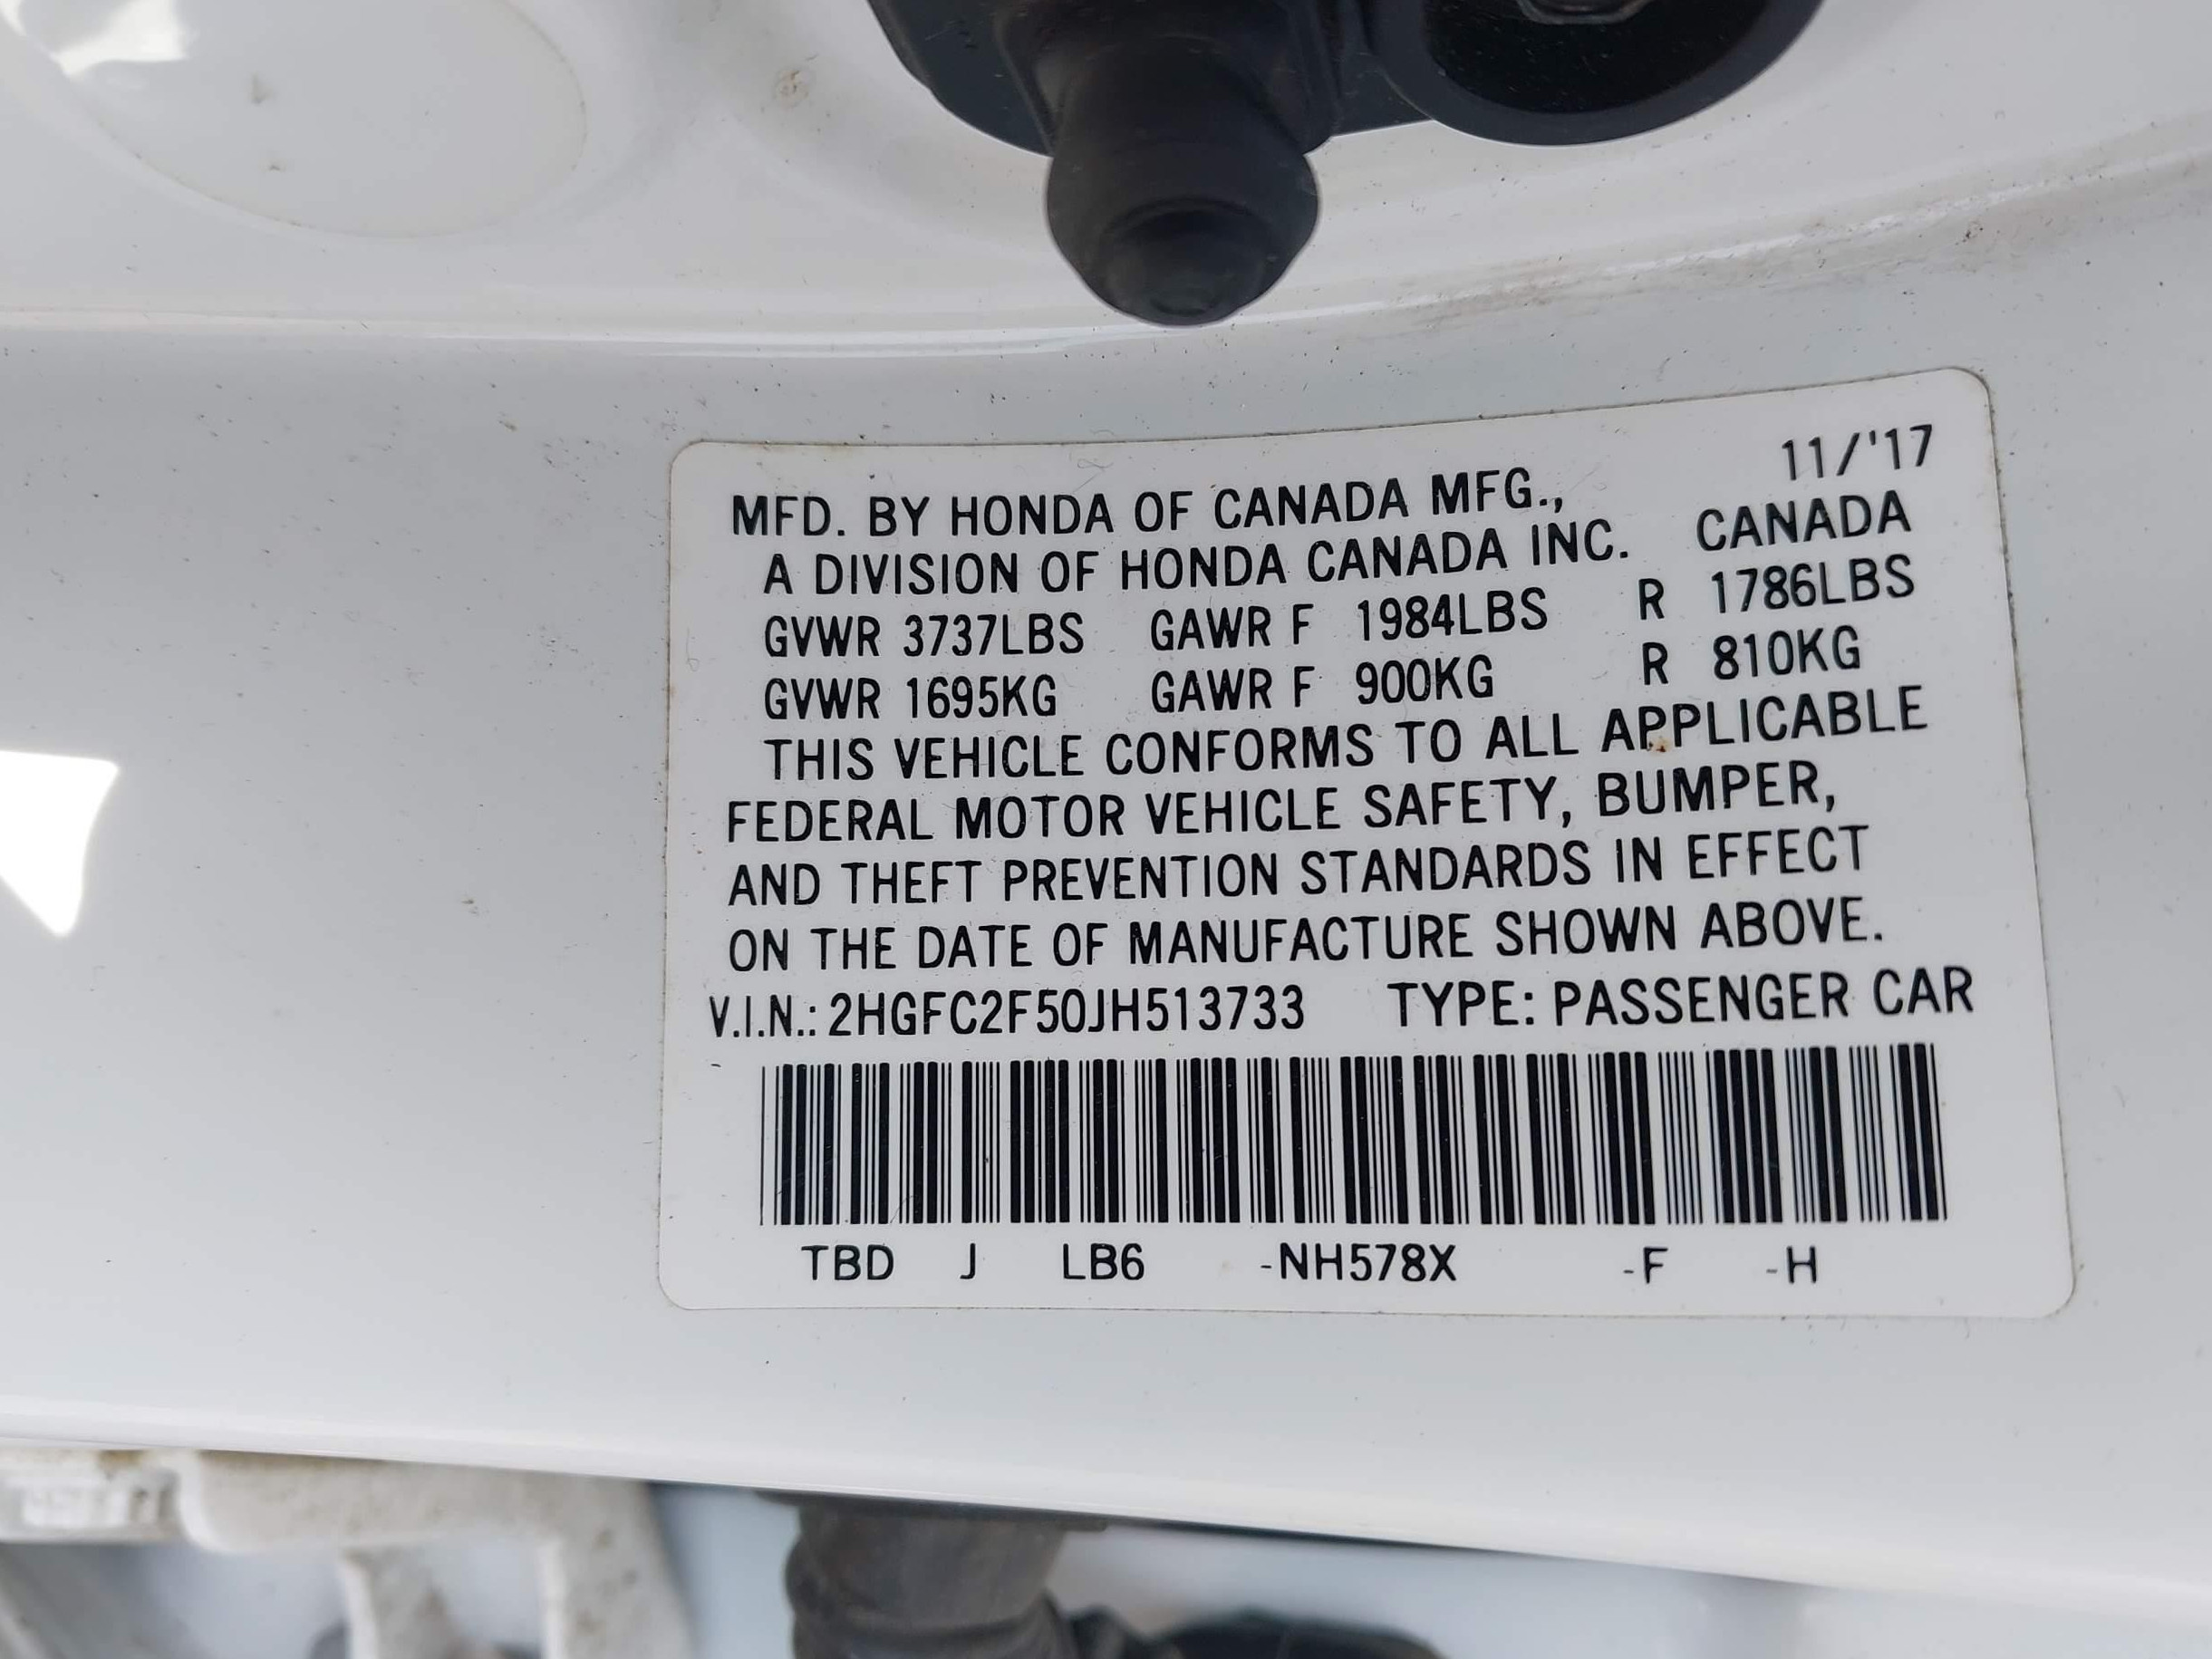 11/'17
MFD. BY HONDA OF CANADA MFG.,
A DIVISION OF HONDA CANADA INC. CANADA
GVWR 3737LBS GAWR F 1984LBS R 1786LBS
GVWR 1695KG GAWR F 900KG R 810KG
THIS VEHICLE CONFORMS TO ALL APPLICABLE
FEDERAL MOTOR VEHICLE SAFETY, BUMPER,
AND THEFT PREVENTION STANDARDS IN EFFECT
ON THE DATE OF MANUFACTURE SHOWN ABOVE.
V.I.N.: 2HGFC2F50JH513733 TYPE: PASSENGER CAR
TBD J LB6 -NH578X -F -H